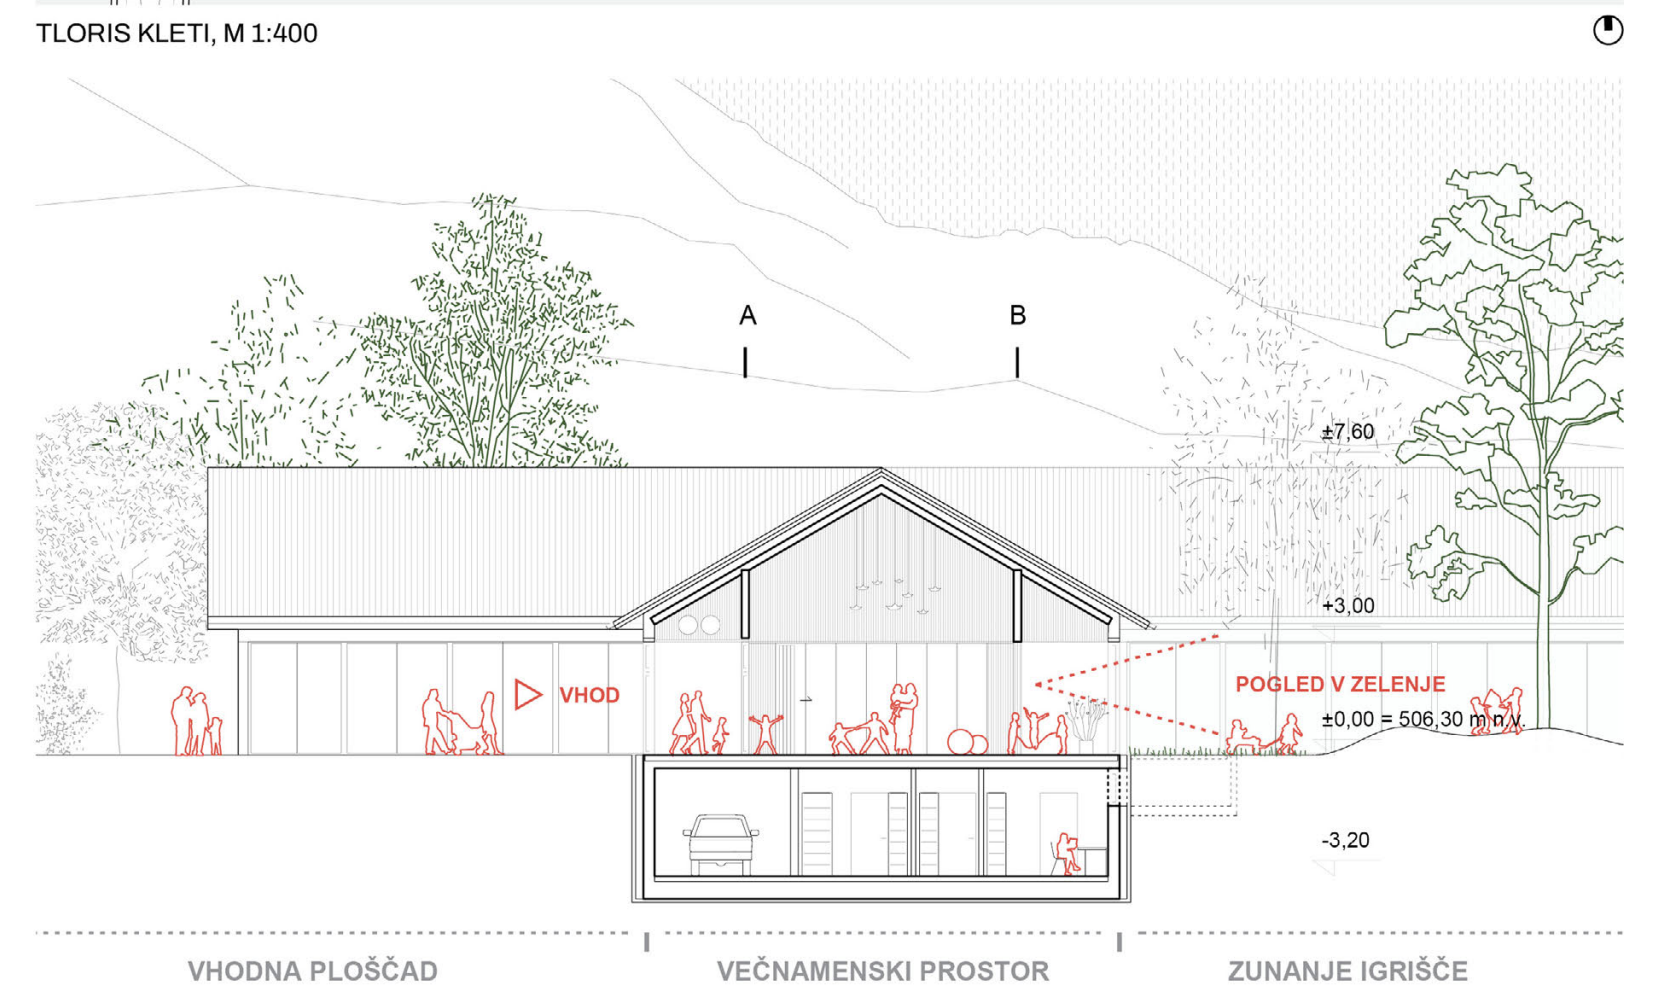 TLORIS KLETI, M 1:400
A
B
±7,60
+3,00
VHOD
POGLED V ZELENJE
±0,00 = 506,30 m n.v.
-3,20
VHODNA PLOŠČAD
VEČNAMENSKI PROSTOR
ZUNANJE IGRIŠČE